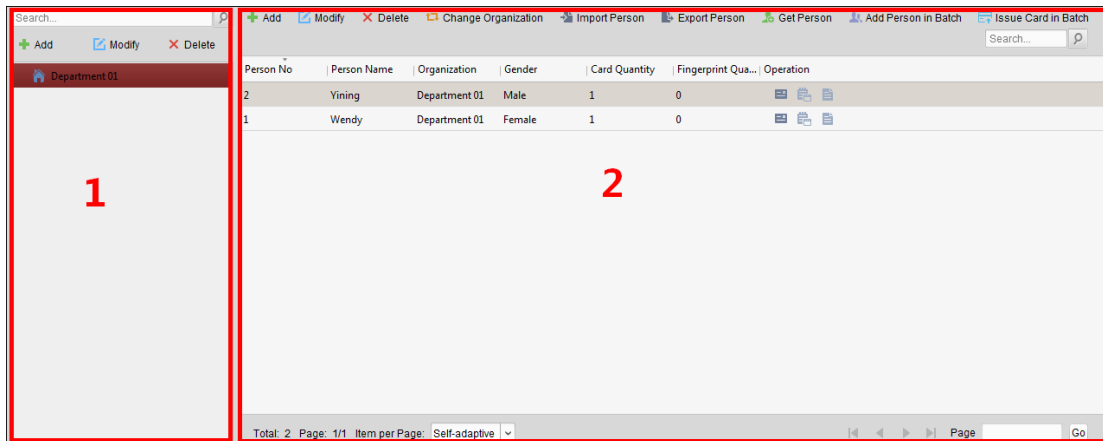 Search...
Add Modify Delete
Department 01
1
Add Modify Delete Change Organization Import Person Export Person Get Person Add Person in Batch Issue Card in Batch
Search...
Person No Person Name Organization Gender Card Quantity Fingerprint Qua... Operation
2 Yining Department 01 Male 1 0
1 Wendy Department 01 Female 1 0
2
Total: 2 Page: 1/1 Item per Page: Self-adaptive Page Go